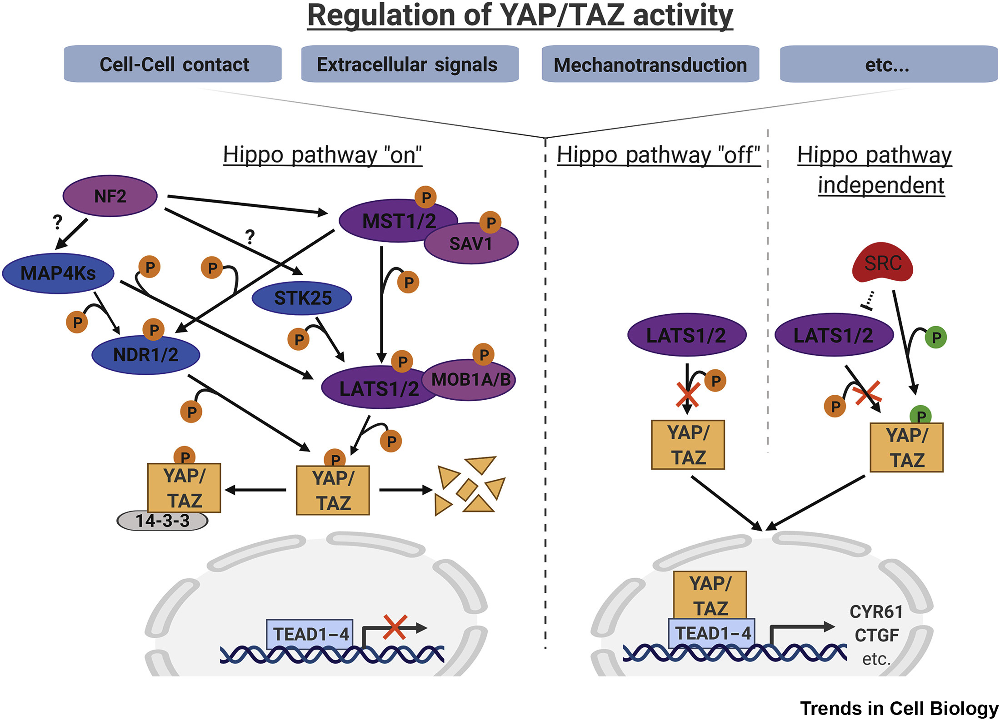 Regulation of YAP/TAZ activity
Cell-Cell contact
Extracellular signals
Mechanotransduction
etc...
Hippo pathway "on"
NF2
?
?
MST1/2
P
SAV1
P
MAP4Ks
P
P
STK25
P
P
P
NDR1/2
P
P
LATS1/2
P
MOB1A/B
P
P
P
P
YAP/
TAZ
14-3-3
P
YAP/
TAZ
TEAD1–4
Hippo pathway "off"
LATS1/2
P
YAP/
TAZ
Hippo pathway
independent
SRC
LATS1/2
P
P
P
YAP/
TAZ
YAP/
TAZ
TEAD1–4
CYR61
CTGF
etc.
Trends in Cell Biology